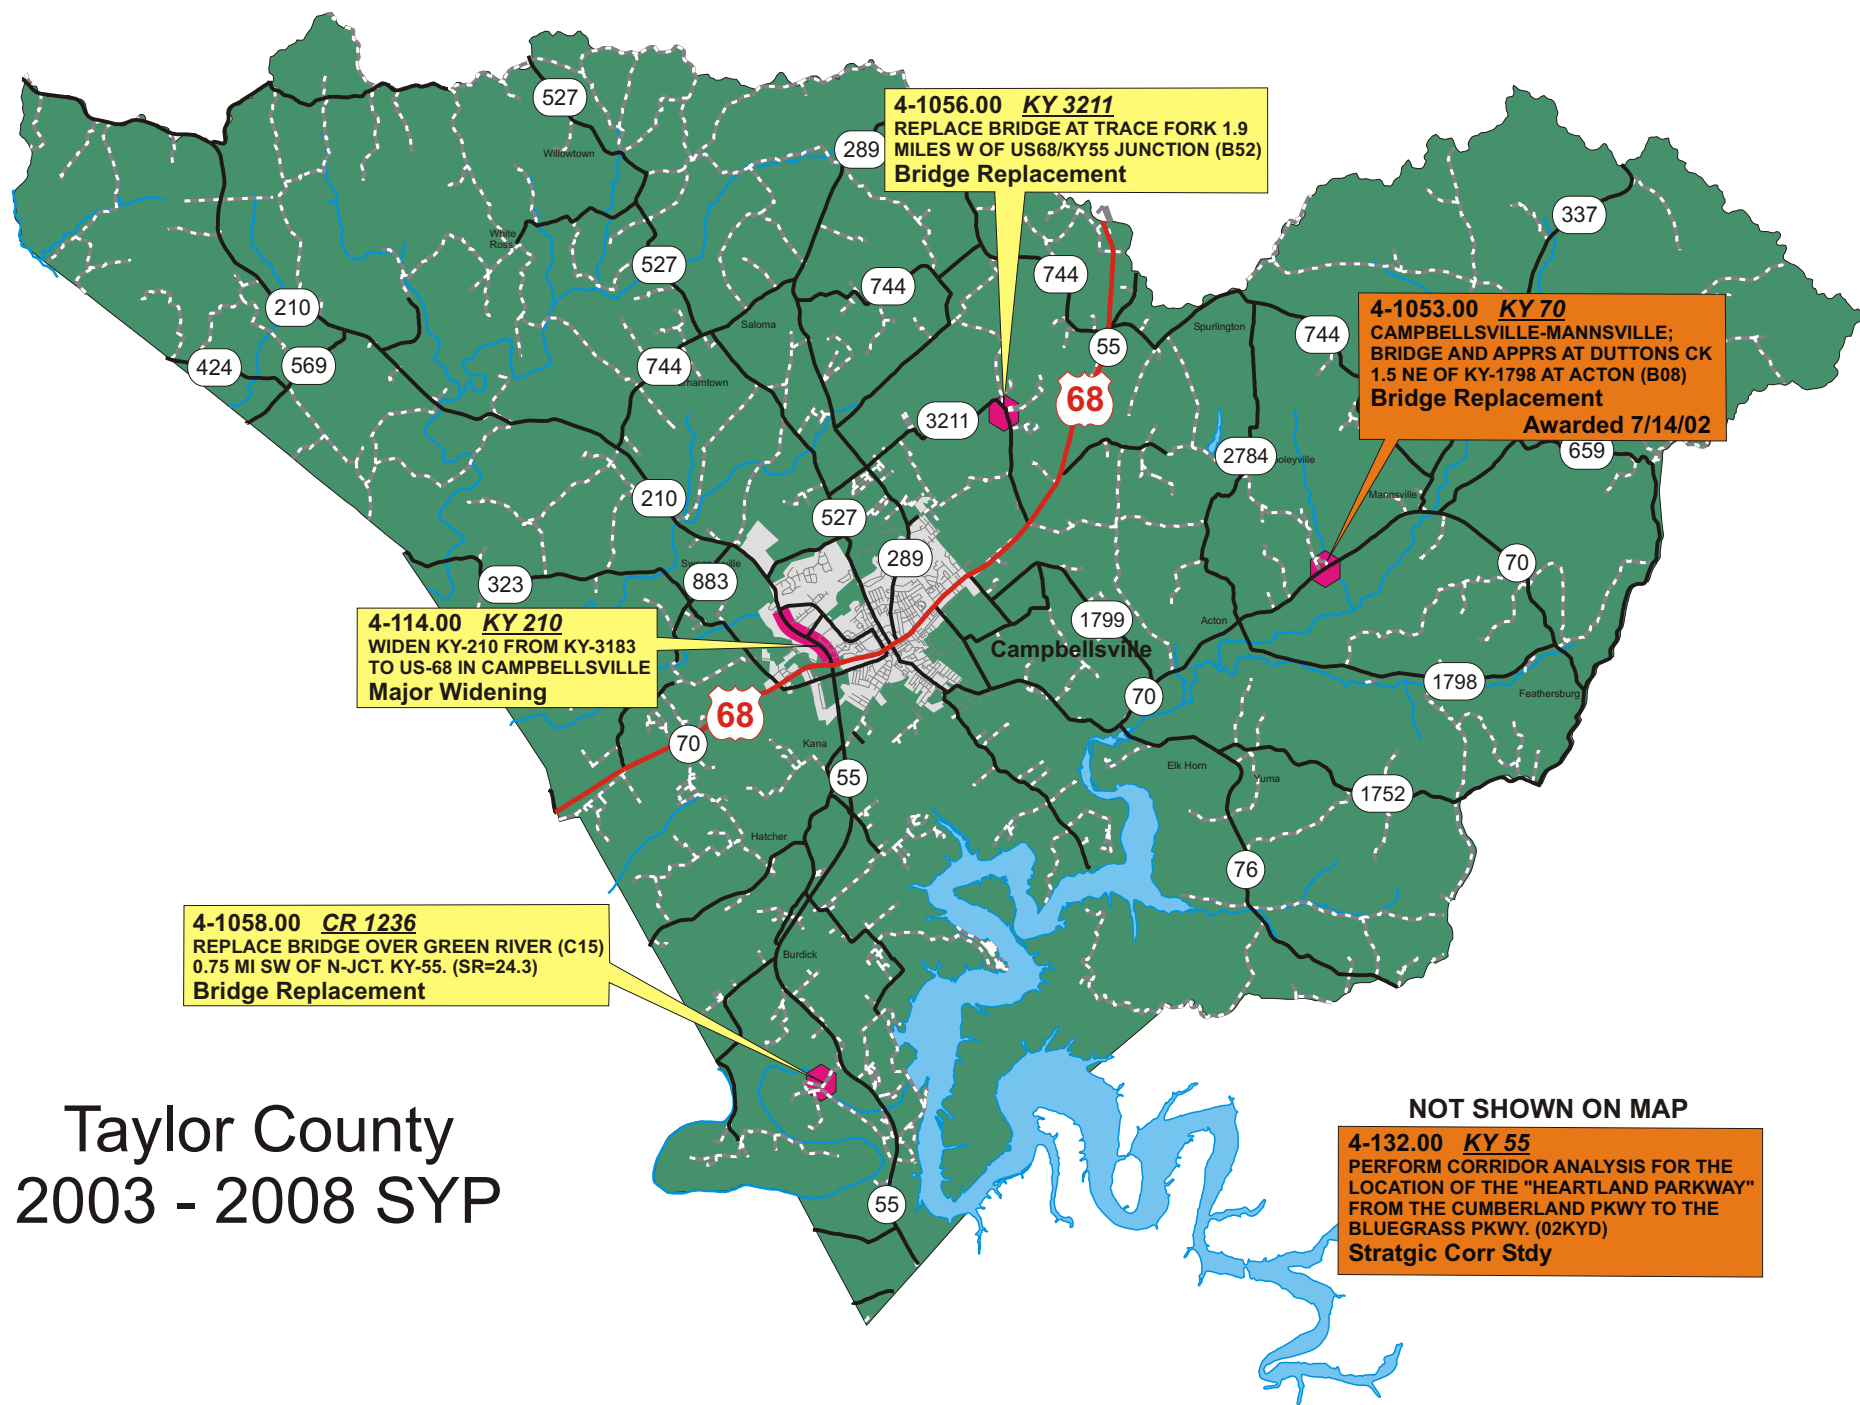 527
4-1056.00 KY 3211
REPLACE BRIDGE AT TRACE FORK 1.9
MILES W OF US68/KY55 JUNCTION (B52)
Bridge Replacement
289
Willowtown
337
White
Ross
527
744
744
210
4-1053.00 KY 70
CAMPBELLSVILLE-MANNSVILLE;
BRIDGE AND APPRS AT DUTTONS CK
1.5 NE OF KY-1798 AT ACTON (B08)
Bridge Replacement
Awarded 7/14/02
Saloma
Spurlington
744
55
424
569
744
68
3211
659
2784
Mannsville
210
527
289
70
323
883
4-114.00 KY 210
WIDEN KY-210 FROM KY-3183
TO US-68 IN CAMPBELLSVILLE
Major Widening
1799
Acton
Campbellsville
1798
70
Feathersburg
68
70
Kana
55
Elk Horn
Yuma
1752
Hatcher
76
4-1058.00 CR 1236
REPLACE BRIDGE OVER GREEN RIVER (C15)
0.75 MI SW OF N-JCT. KY-55. (SR=24.3)
Bridge Replacement
Burdick
Taylor County
2003 - 2008 SYP
55
NOT SHOWN ON MAP
4-132.00 KY 55
PERFORM CORRIDOR ANALYSIS FOR THE
LOCATION OF THE "HEARTLAND PARKWAY"
FROM THE CUMBERLAND PKWY TO THE
BLUEGRASS PKWY. (02KYD)
Stratgic Corr Stdy